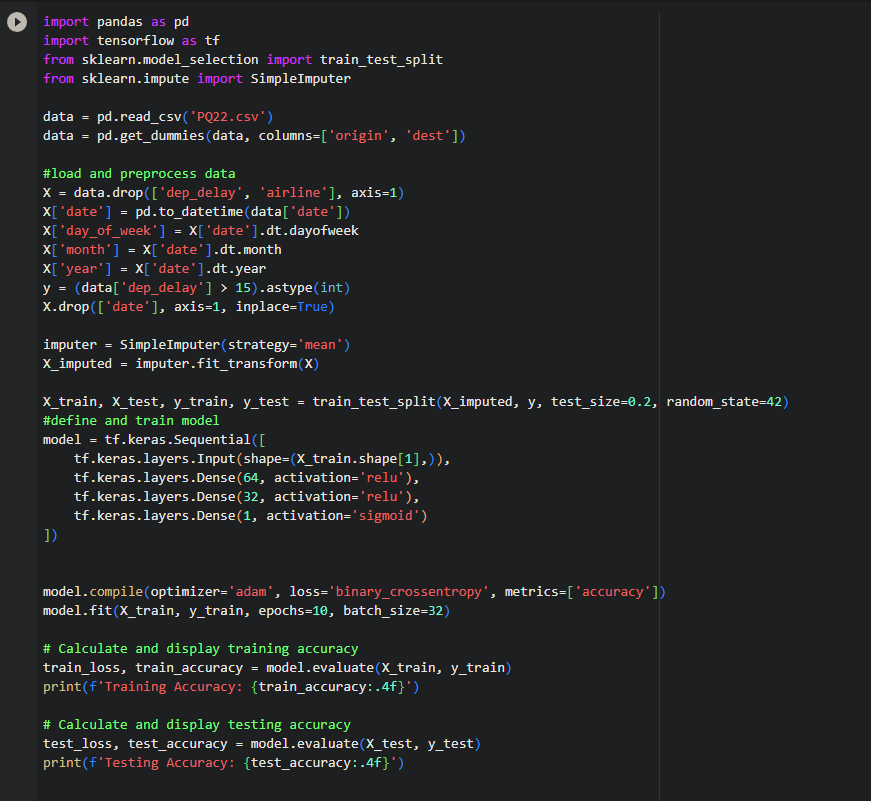 import pandas as pd
import tensorflow as tf
from sklearn.model_selection import train_test_split
from sklearn.impute import SimpleImputer

data = pd.read_csv('PQ22.csv')
data = pd.get_dummies(data, columns=['origin', 'dest'])

#load and preprocess data
X = data.drop(['dep_delay', 'airline'], axis=1)
X['date'] = pd.to_datetime(data['date'])
X['day_of_week'] = X['date'].dt.dayofweek
X['month'] = X['date'].dt.month
X['year'] = X['date'].dt.year
y = (data['dep_delay'] > 15).astype(int)
X.drop(['date'], axis=1, inplace=True)

imputer = SimpleImputer(strategy='mean')
X_imputed = imputer.fit_transform(X)

X_train, X_test, y_train, y_test = train_test_split(X_imputed, y, test_size=0.2, random_state=42)
#define and train model
model = tf.keras.Sequential([
    tf.keras.layers.Input(shape=(X_train.shape[1],)),
    tf.keras.layers.Dense(64, activation='relu'),
    tf.keras.layers.Dense(32, activation='relu'),
    tf.keras.layers.Dense(1, activation='sigmoid')
])


model.compile(optimizer='adam', loss='binary_crossentropy', metrics=['accuracy'])
model.fit(X_train, y_train, epochs=10, batch_size=32)

# Calculate and display training accuracy
train_loss, train_accuracy = model.evaluate(X_train, y_train)
print(f'Training Accuracy: {train_accuracy:.4f}')

# Calculate and display testing accuracy
test_loss, test_accuracy = model.evaluate(X_test, y_test)
print(f'Testing Accuracy: {test_accuracy:.4f}')